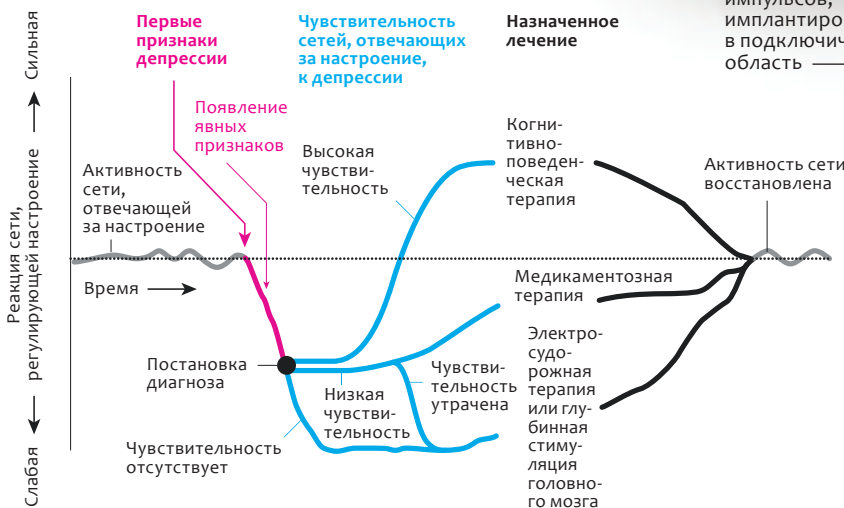 Первые
признаки
депрессии
Чувствительность
сетей, отвечающих
за настроение,
к депрессии
Назначенное
лечение
импульсов,
имплантиро
в подключич
область
Сильная
Реакция сети,
регулирующей настроение
Слабая
Появление
явных
признаков
Активность
сети,
отвечающей
за настроение
Время
Высокая
чувстви-
тельность
Когни-
тивно-
поведен-
ческая
терапия
Активность сети
восстановлена
Медикаментозная
терапия
Постановка
диагноза
Низкая
чувстви-
тельность
Чувстви-
тельность
утрачена
Чувствительность
отсутствует
Электро-
судо-
рожная
терапия
или глу-
бинная
стиму-
ляция
головно-
го мозга